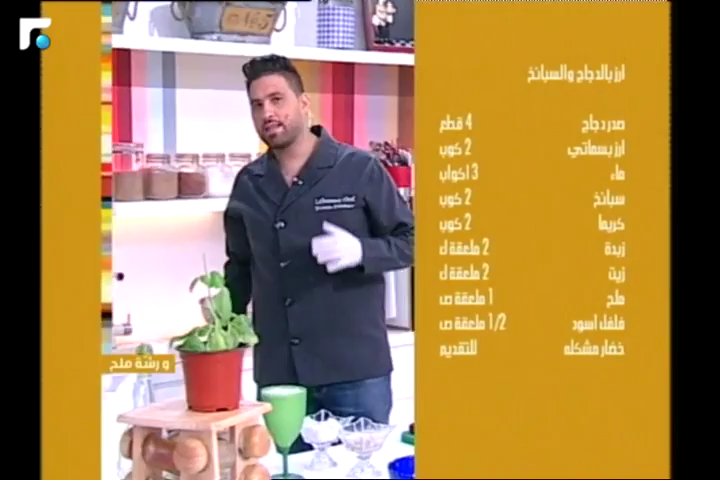 ارز بالدجاج والسبانخ
صدر دجاج 4 قطع
ارز بسماتي 2 كوب
ماء 3 اكواب
سبانخ 2 كوب
كريما 2 كوب
زبدة 2 ملعقة ك
زيت 2 ملعقة ك
ملح 1 ملعقة ص
فلفل اسود 1/2 ملعقة ص
خضار مشكله للتقديم
و رشة ملح